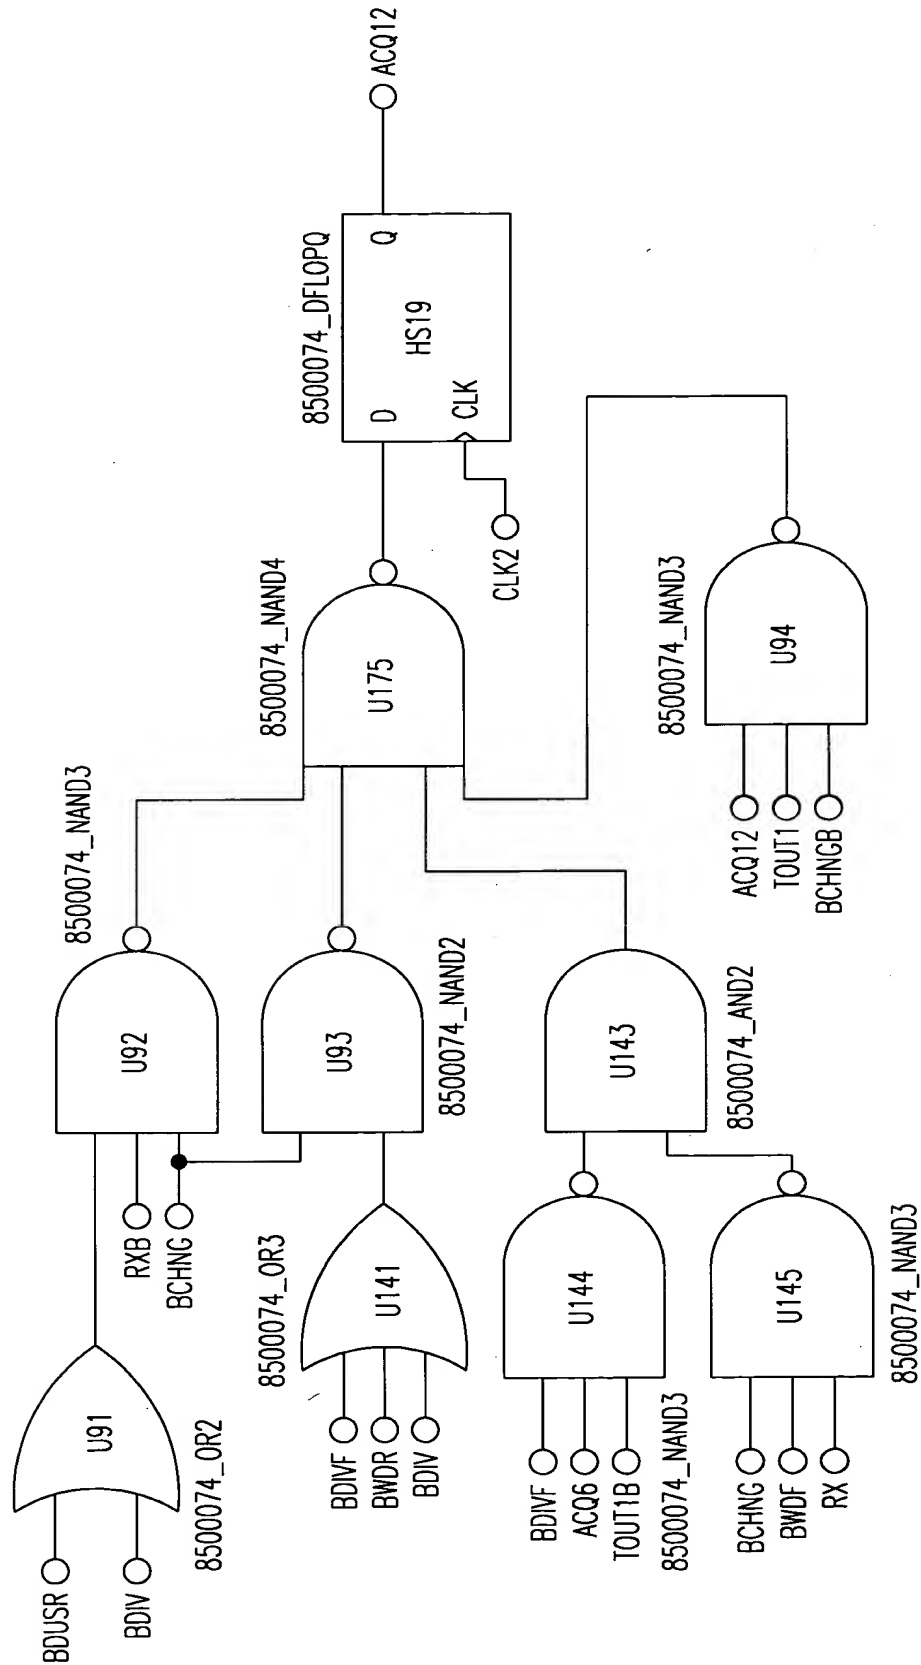 BDUSR
BDIV
U91
8500074_OR2
RXB
BCHNG
U92
8500074_NAND3
BDIVF
BWDR
BDIV
U141
8500074_OR3
U93
8500074_NAND2
BDIVF
ACQ6
TOUT1B
U144
8500074_NAND3
BCHNG
BWDF
RX
U145
8500074_NAND3
U143
8500074_AND2
U175
8500074_NAND4
ACQ12
TOUT1
BCHNGB
U94
8500074_NAND3
CLK2
8500074_DFLOPQ
D
Q
HS19
CLK
ACQ12